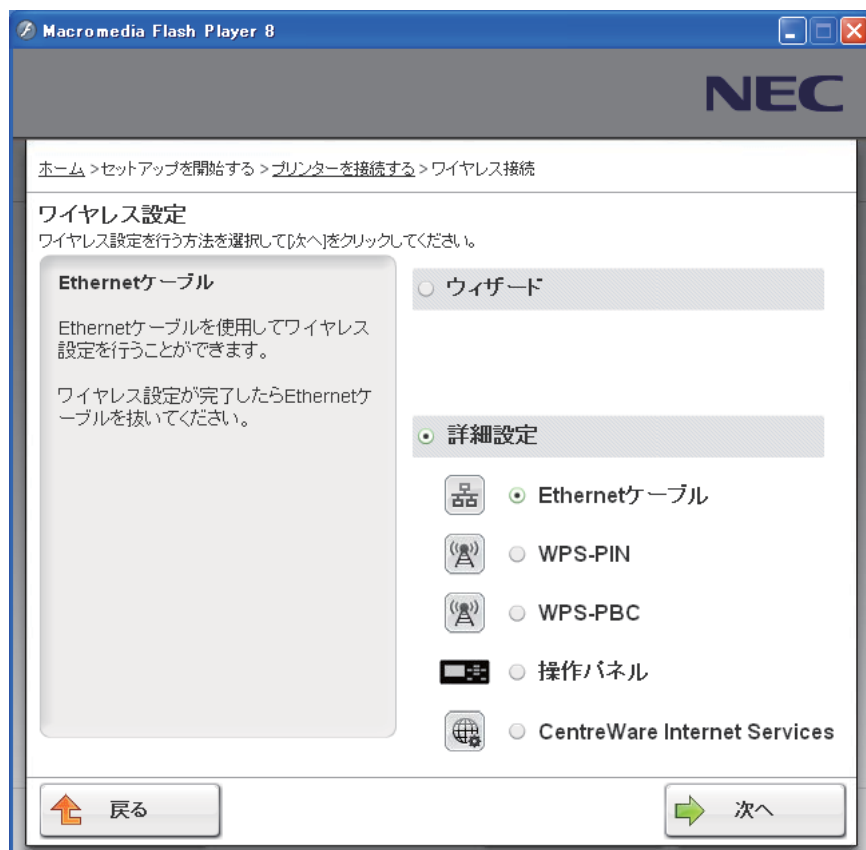 Macromedia Flash Player 8
NEC
ホーム >セットアップを開始する >プリンターを接続する >ワイヤレス接続
ワイヤレス設定
ワイヤレス設定を行う方法を選択して[次へ]をクリックしてください。
Ethernetケーブル
Ethernetケーブルを使用してワイヤレス
設定を行うことができます。
ワイヤレス設定が完了したらEthernetケ
ーブルを抜いてください。
ウィザード
詳細設定
Ethernetケーブル
WPS-PIN
WPS-PBC
操作パネル
CentreWare Internet Services
戻る
次へ